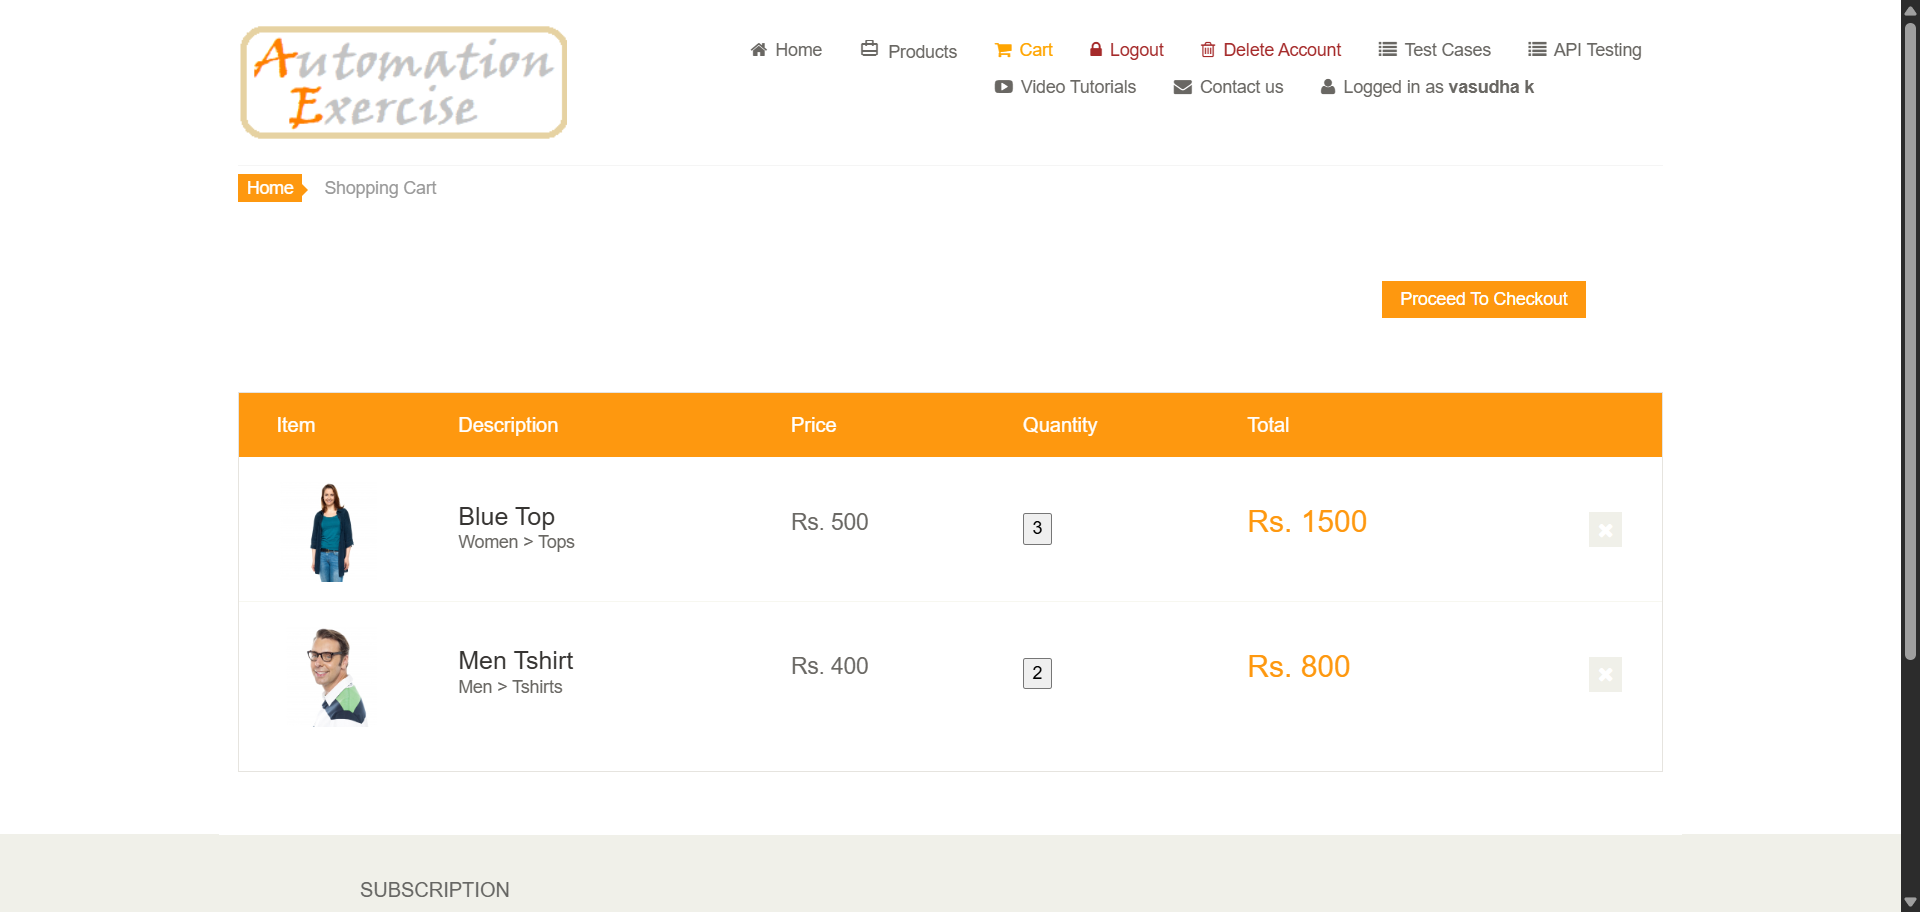 Automation
Exercise
Home Products Cart Logout Delete Account Test Cases API Testing
Video Tutorials Contact us Logged in as vasudha k
Home Shopping Cart
Proceed To Checkout
Item Description Price Quantity Total
Blue Top Rs. 500 3 Rs. 1500
Women > Tops
Men Tshirt Rs. 400 2 Rs. 800
Men > Tshirts
SUBSCRIPTION